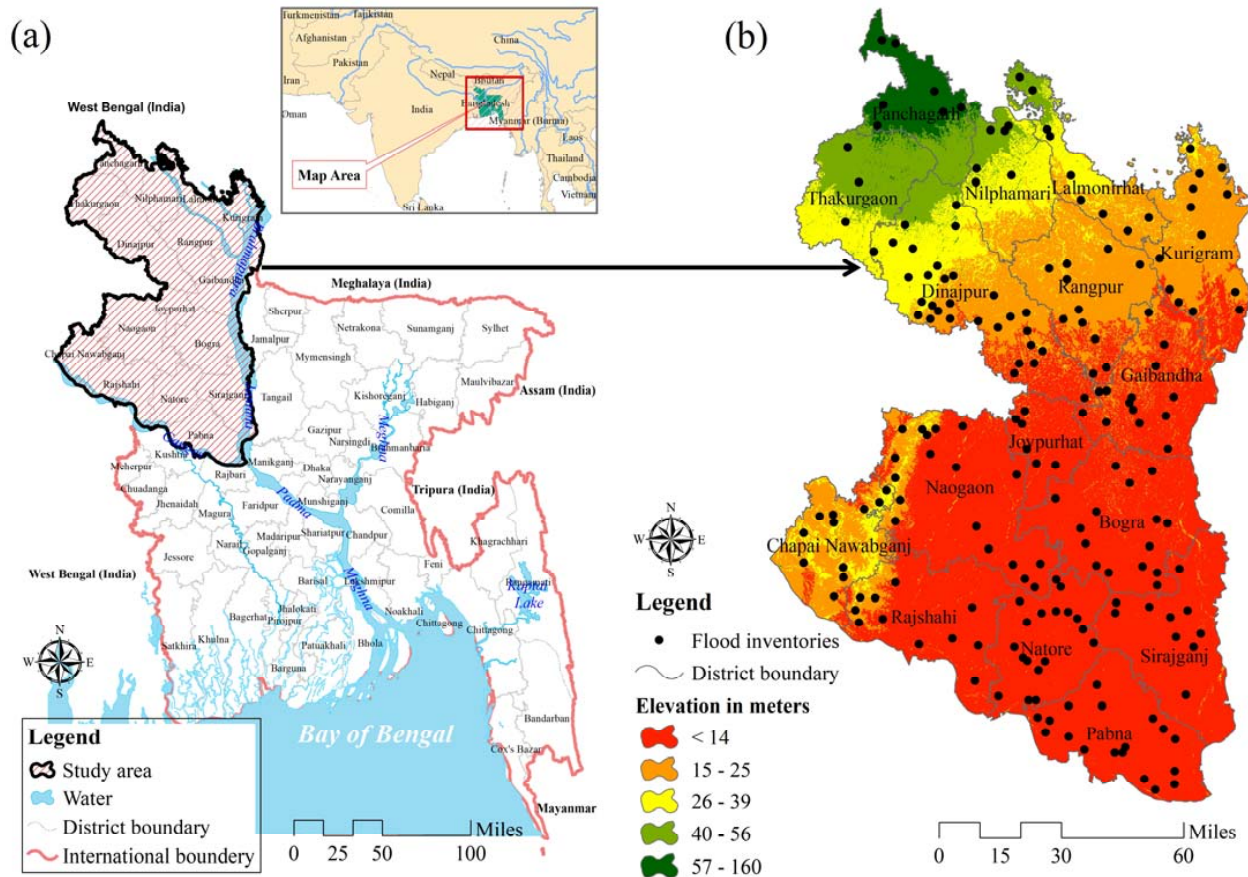 (a)
Turkmenistan
Tajikistan
Afghanistan
China
Pakistan
Iran
Nepal
Bhutan
India
Bangladesh
Oman
Myanmar (Burma)
Laos
Thailand
Cambodia
Vietnam
Sri Lanka
Map Area
West Bengal (India)
Panchagarh
Thakurgaon
Nilphamari
Kurigram
Dinajpur
Rangpur
Gaibandha
Joypurhat
Naogaon
Bogra
Chapai Nawabganj
Rajshahi
Natore
Sirajganj
Pabna
Meghalaya (India)
Sherpur
Jamalpur
Netrakona
Sunamganj
Sylhet
Mymensingh
Maulvibazar
Tangail
Kishoreganj
Habiganj
Assam (India)
Gazipur
Narsingdi
Meghna
Brahmanbaria
Kushtia
Meherpur
Manikganj
Dhaka
Rajbari
Narayanganj
Chuadanga
Jhenaidah
Magura
Faridpur
Padma
Munshiganj
Comilla
Tripura (India)
Khagrachhari
Madaripur
Shariatpur
Chandpur
Narail
Gopalganj
Jessore
Feni
West Bengal (India)
Barisal
Lakshmipur
Meghna
Rangamati
Kaptai
Lake
Noakhali
Chittagong
Chittagong
Bagerhat
Jhalokati
Pirojpur
Khulna
Satkhira
Patuakhali
Bhola
Barguna
Bandarban
Bay of Bengal
Cox's Bazar
Mayanmar
N
W E
S
Legend
Study area
Water
District boundary
International boundary
Miles
0 25 50 100
(b)
Panchagarh
Thakurgaon
Nilphamari
Lalmonirhat
Kurigram
Dinajpur
Rangpur
Gaibandha
Joypurhat
Naogaon
Bogra
Chapai Nawabganj
Rajshahi
Natore
Sirajganj
Pabna
N
W E
S
Legend
Flood inventories
District boundary
Elevation in meters
< 14
15 - 25
26 - 39
40 - 56
57 - 160
Miles
0 15 30 60